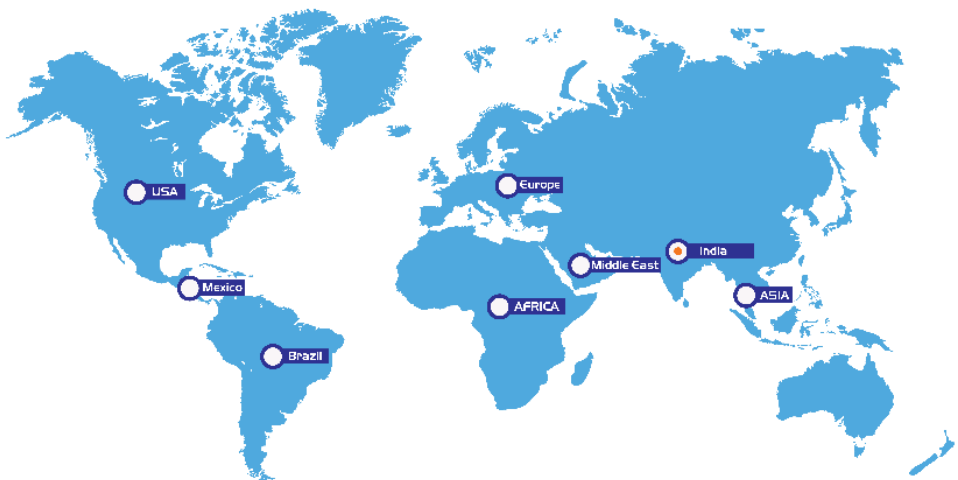 USA
Europe
India
Middle East
Mexico
ASIA
AFRICA
Brazil